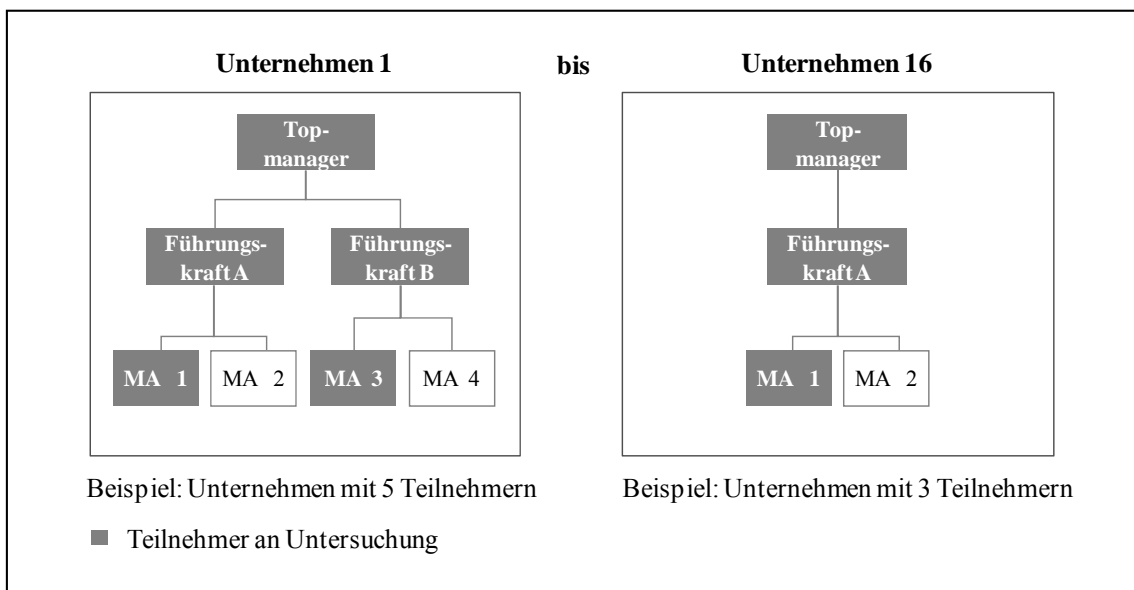 Unternehmen 1 bis Unternehmen 16
Top-
manager
Top-
manager
Führungs-
kraft A
Führungs-
kraft B
Führungs-
kraft A
MA 1 MA 2 MA 3 MA 4
MA 1 MA 2
Beispiel: Unternehmen mit 5 Teilnehmern
Beispiel: Unternehmen mit 3 Teilnehmern
Teilnehmer an Untersuchung